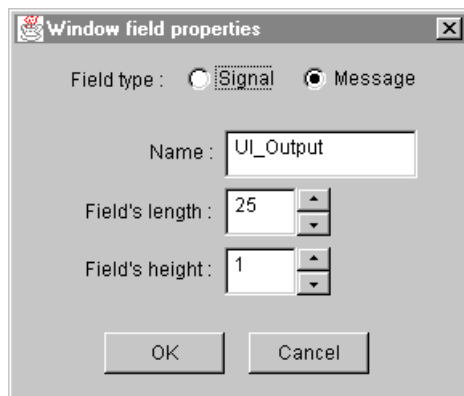 Window field properties
Field type : Signal Message
Name : UI_Output
Field's length : 25
Field's height : 1
OK Cancel